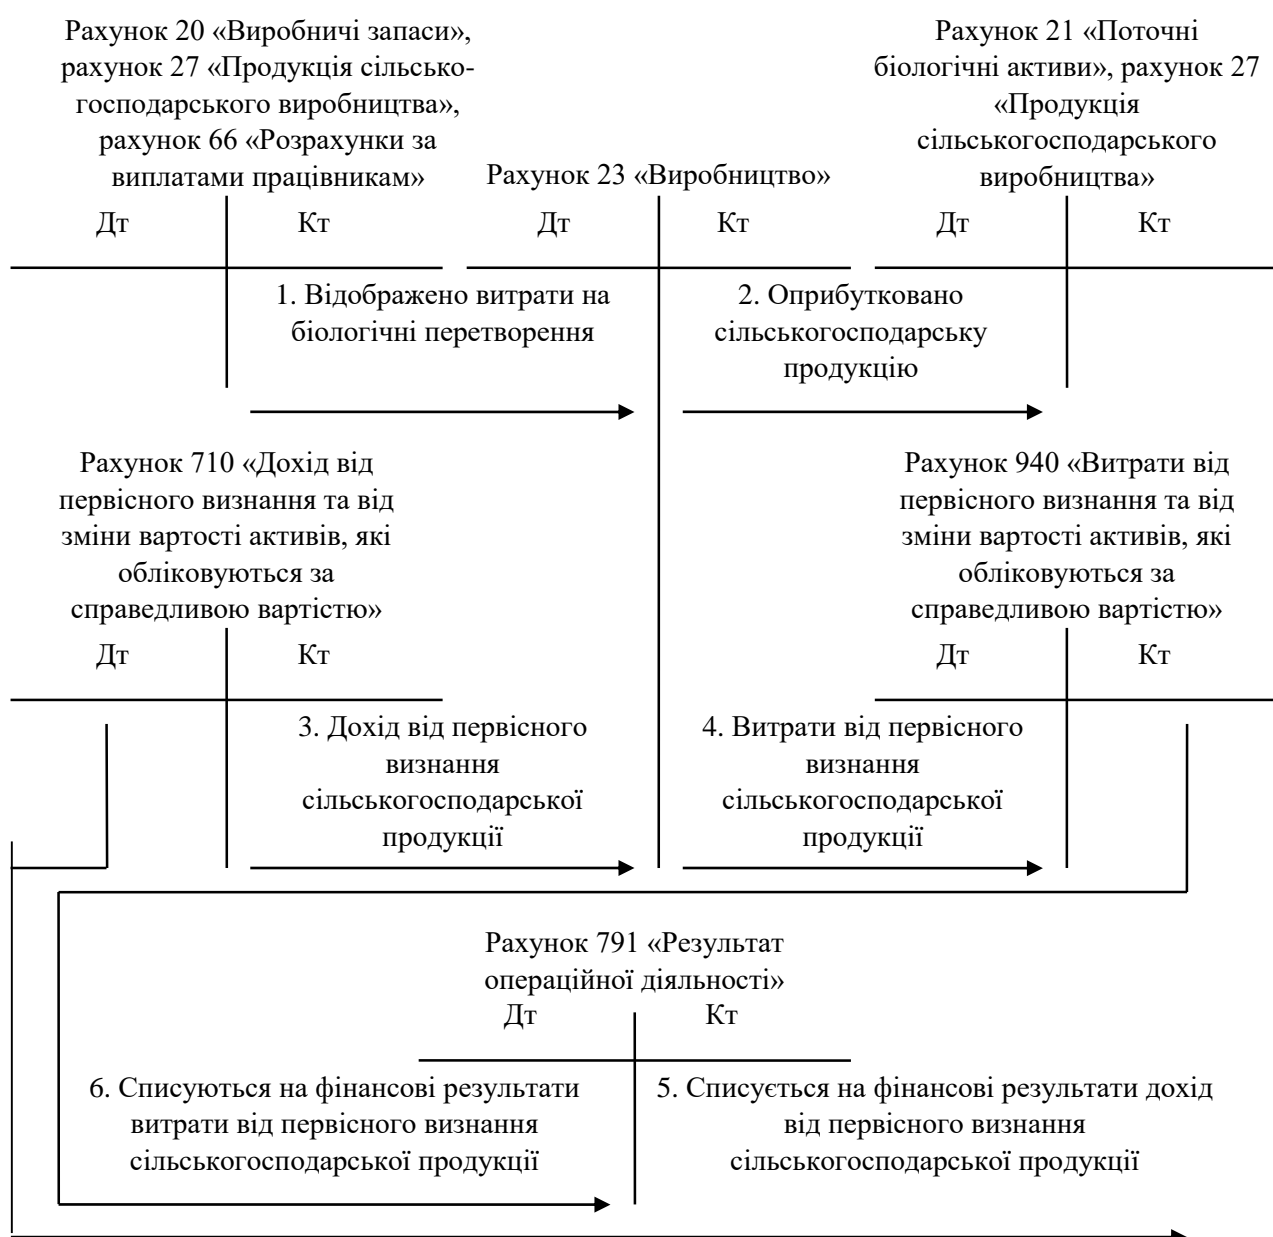 Рахунок 20 «Виробничі запаси»,
рахунок 27 «Продукція сільсько-
господарського виробництва»,
рахунок 66 «Розрахунки за
виплатами працівникам»
Рахунок 23 «Виробництво»
Рахунок 21 «Поточні
біологічні активи», рахунок 27
«Продукція
сільськогосподарського
виробництва»
Дт Кт
Дт Кт
Дт Кт
1. Відображено витрати на
біологічні перетворення
2. Оприбутковано
сільськогосподарську
продукцію
Рахунок 710 «Дохід від
первісного визнання та від
зміни вартості активів, які
обліковуються за
справедливою вартістю»
Рахунок 940 «Витрати від
первісного визнання та від
зміни вартості активів, які
обліковуються за
справедливою вартістю»
Дт Кт
Дт Кт
3. Дохід від первісного
визнання
сільськогосподарської
продукції
4. Витрати від первісного
визнання
сільськогосподарської
продукції
Рахунок 791 «Результат
операційної діяльності»
Дт Кт
6. Списуються на фінансові результати
витрати від первісного визнання
сільськогосподарської продукції
5. Списується на фінансові результати дохід
від первісного визнання
сільськогосподарської продукції